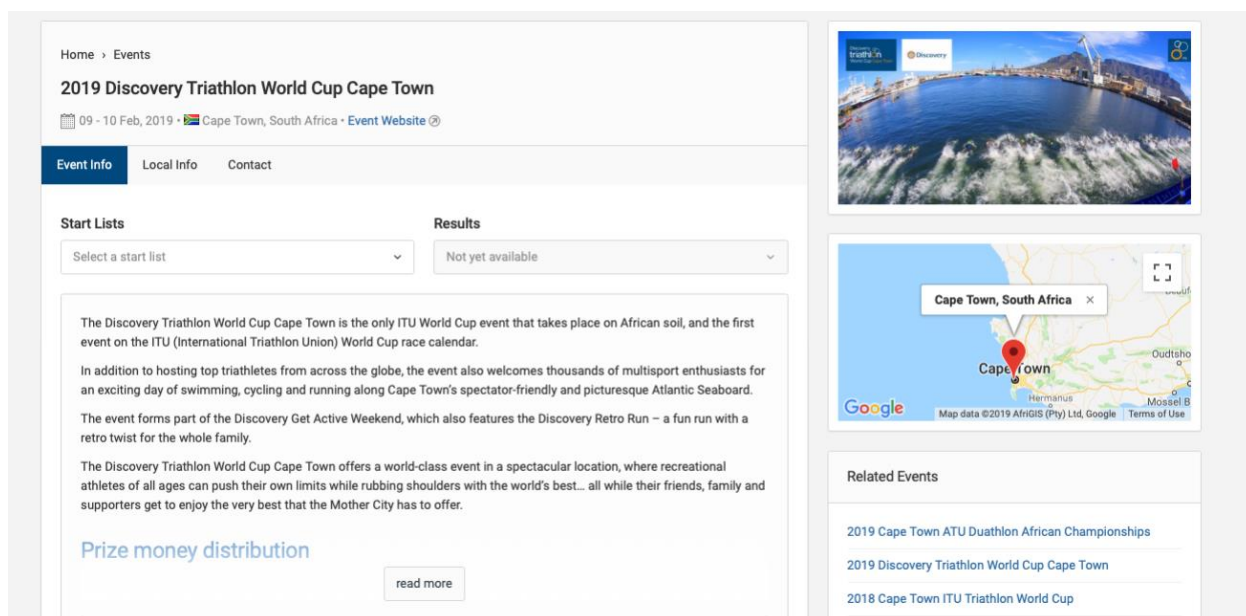 Home › Events
2019 Discovery Triathlon World Cup Cape Town
09 - 10 Feb, 2019 • Cape Town, South Africa • Event Website
Event Info
Local Info
Contact
Start Lists
Results
Select a start list
Not yet available
The Discovery Triathlon World Cup Cape Town is the only ITU World Cup event that takes place on African soil, and the first
event on the ITU (International Triathlon Union) World Cup race calendar.
In addition to hosting top triathletes from across the globe, the event also welcomes thousands of multisport enthusiasts for
an exciting day of swimming, cycling and running along Cape Town's spectator-friendly and picturesque Atlantic Seaboard.
The event forms part of the Discovery Get Active Weekend, which also features the Discovery Retro Run – a fun run with a
retro twist for the whole family.
The Discovery Triathlon World Cup Cape Town offers a world-class event in a spectacular location, where recreational
athletes of all ages can push their own limits while rubbing shoulders with the world's best… all while their friends, family and
supporters get to enjoy the very best that the Mother City has to offer.
Prize money distribution
read more
Discovery
triathlon
World Cup Cape Town
Discovery
Cape Town, South Africa ×
Cape Town
Oudtsho
Hermanus
Mossel B
Google
Map data ©2019 AfriGIS (Pty) Ltd, Google
Terms of Use
Related Events
2019 Cape Town ATU Duathlon African Championships
2019 Discovery Triathlon World Cup Cape Town
2018 Cape Town ITU Triathlon World Cup